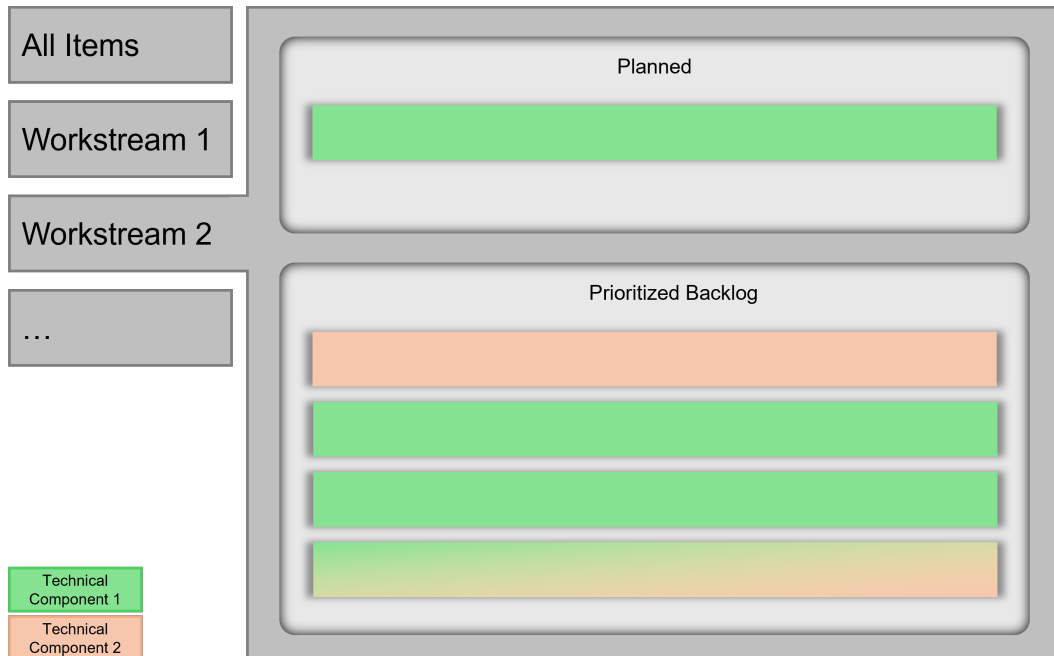 All Items
Workstream 1
Workstream 2
...
Planned
Prioritized Backlog
Technical
Component 1
Technical
Component 2